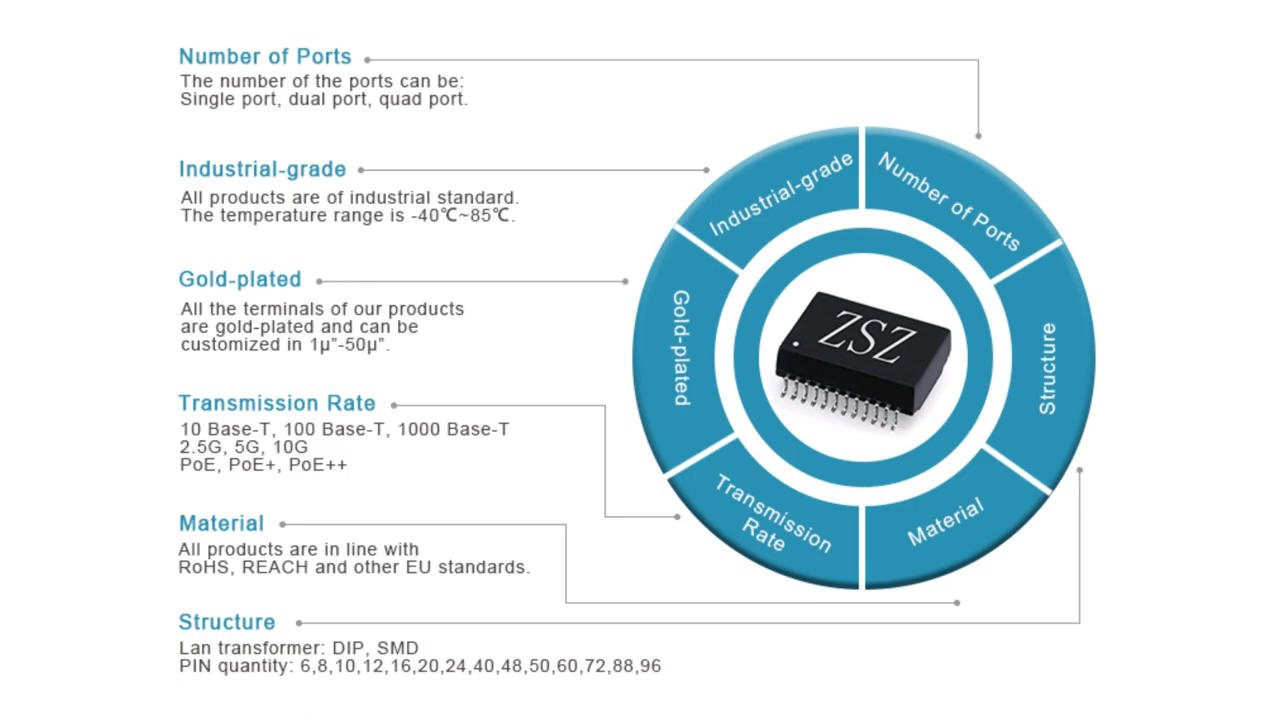 Number of Ports
The number of the ports can be:
Single port, dual port, quad port.
Industrial-grade
All products are of industrial standard.
The temperature range is -40℃~85℃.
Gold-plated
All the terminals of our products
are gold-plated and can be
customized in 1μ"-50μ".
Transmission Rate
10 Base-T, 100 Base-T, 1000 Base-T
2.5G, 5G, 10G
PoE, PoE+, PoE++
Material
All products are in line with
RoHS, REACH and other EU standards.
Structure
Lan transformer: DIP, SMD
PIN quantity: 6,8,10,12,16,20,24,40,48,50,60,72,88,96
Industrial-grade
Number of Ports
Gold-plated
Structure
Transmission
Rate
Material
ZSZ